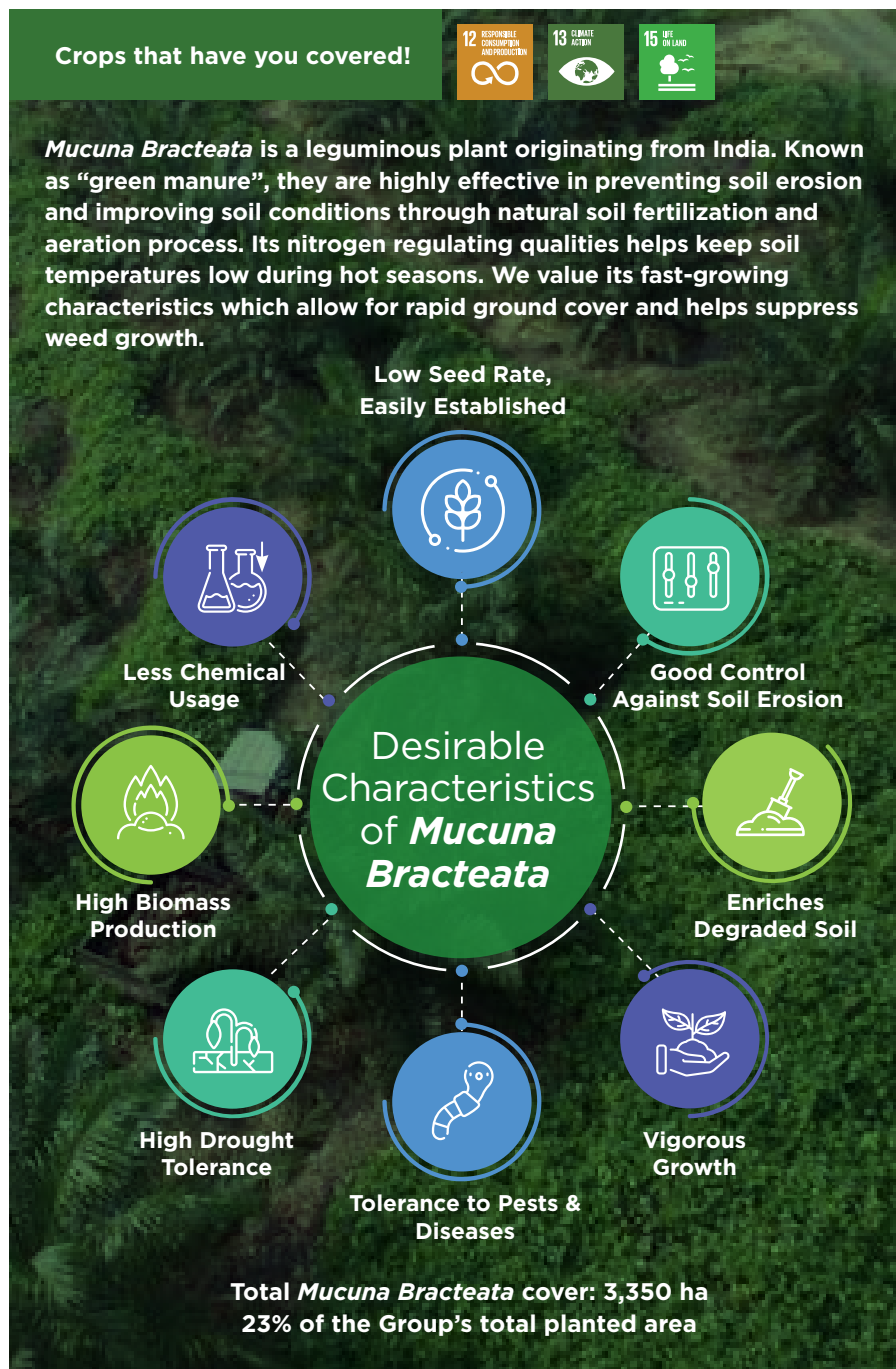 Crops that have you covered!
12 RESPONSIBLE
CONSUMPTION
AND PRODUCTION
13 CLIMATE
ACTION
15 LIFE
ON LAND
Mucuna Bracteata is a leguminous plant originating from India. Known
as “green manure”, they are highly effective in preventing soil erosion
and improving soil conditions through natural soil fertilization and
aeration process. Its nitrogen regulating qualities helps keep soil
temperatures low during hot seasons. We value its fast-growing
characteristics which allow for rapid ground cover and helps suppress
weed growth.
Low Seed Rate,
Easily Established
Less Chemical
Usage
Good Control
Against Soil Erosion
Desirable
Characteristics
of Mucuna
Bracteata
High Biomass
Production
Enriches
Degraded Soil
High Drought
Tolerance
Vigorous
Growth
Tolerance to Pests &
Diseases
Total Mucuna Bracteata cover: 3,350 ha
23% of the Group’s total planted area